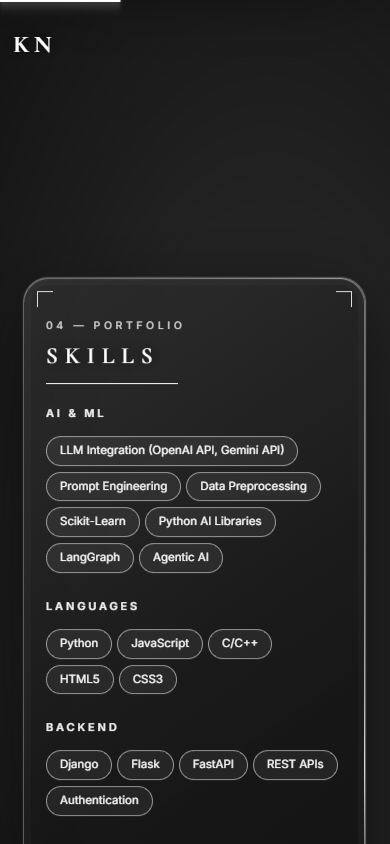 KN
04 — PORTFOLIO
SKILLS
AI & ML
LLM Integration (OpenAI API, Gemini API)
Prompt Engineering Data Preprocessing
Scikit-Learn Python AI Libraries
LangGraph Agentic AI
LANGUAGES
Python JavaScript C/C++
HTML5 CSS3
BACKEND
Django Flask FastAPI REST APIs
Authentication